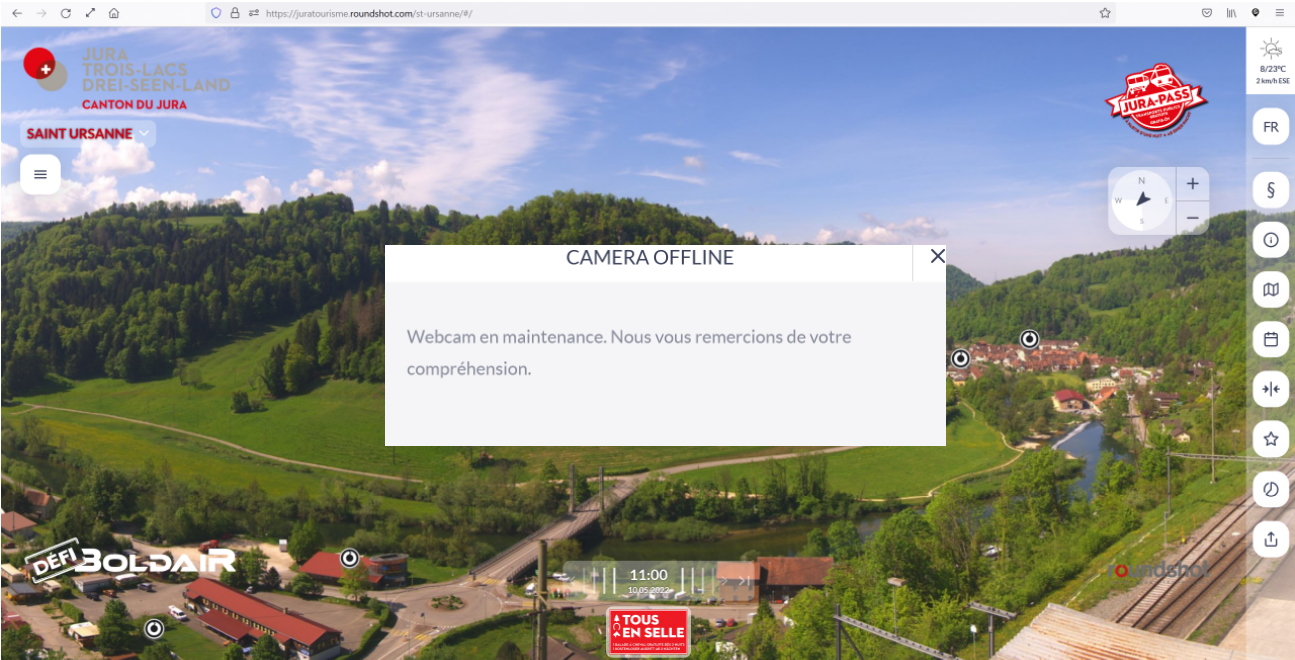 https://juratourisme.roundshot.com/st-ursanne/#/
JURA
TROIS-LACS
DREI-SEEN-LAND
CANTON DU JURA
SAINT URSANNE
JURA-PASS
8/23°C
2 km/h ESE
FR
§
N
W E
S
CAMERA OFFLINE
Webcam en maintenance. Nous vous remercions de votre
compréhension.
DÉFI BOLDAIR
11:00
10.05.2022
roundshot
TOUS
EN SELLE